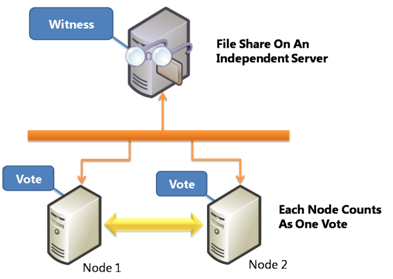 Witness
File Share On An
Independent Server
Vote
Vote
Each Node Counts
As One Vote
Node 1
Node 2